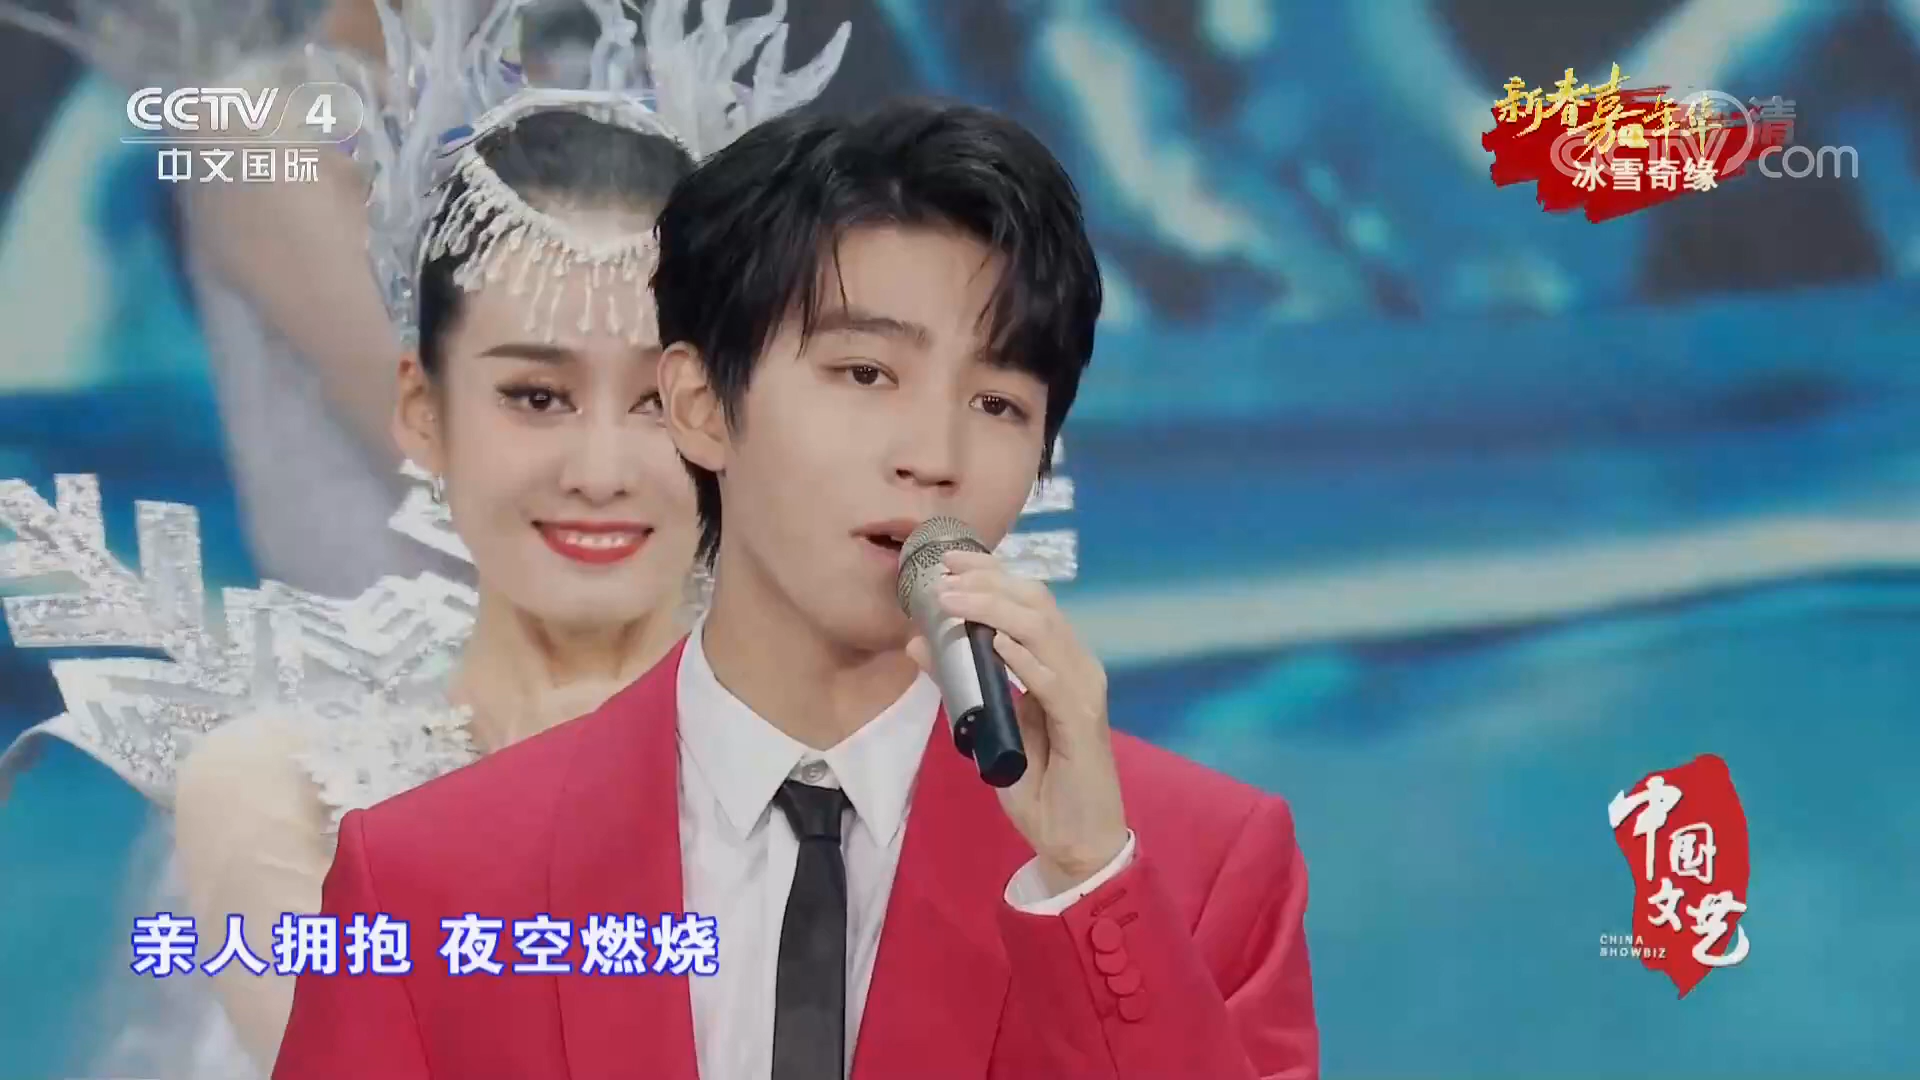 CCTV 4
中文国际
新春嘉年华
冰雪奇缘
CCTV.com
亲人拥抱 夜空燃烧
中国文艺
CHINA
SHOWBIZ